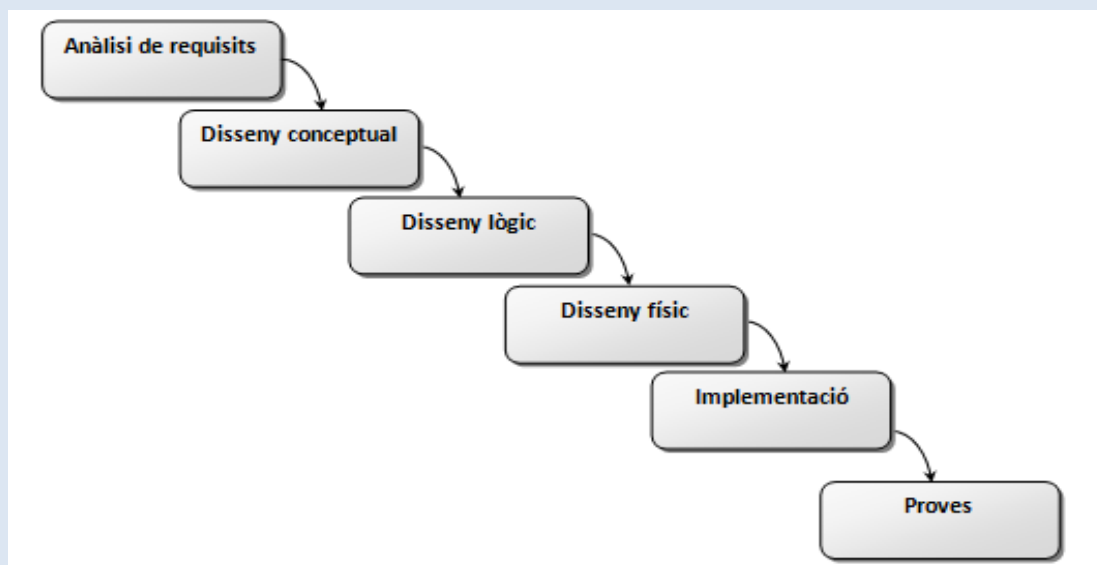 Anàlisi de requisits
Disseny conceptual
Disseny lògic
Disseny físic
Implementació
Proves